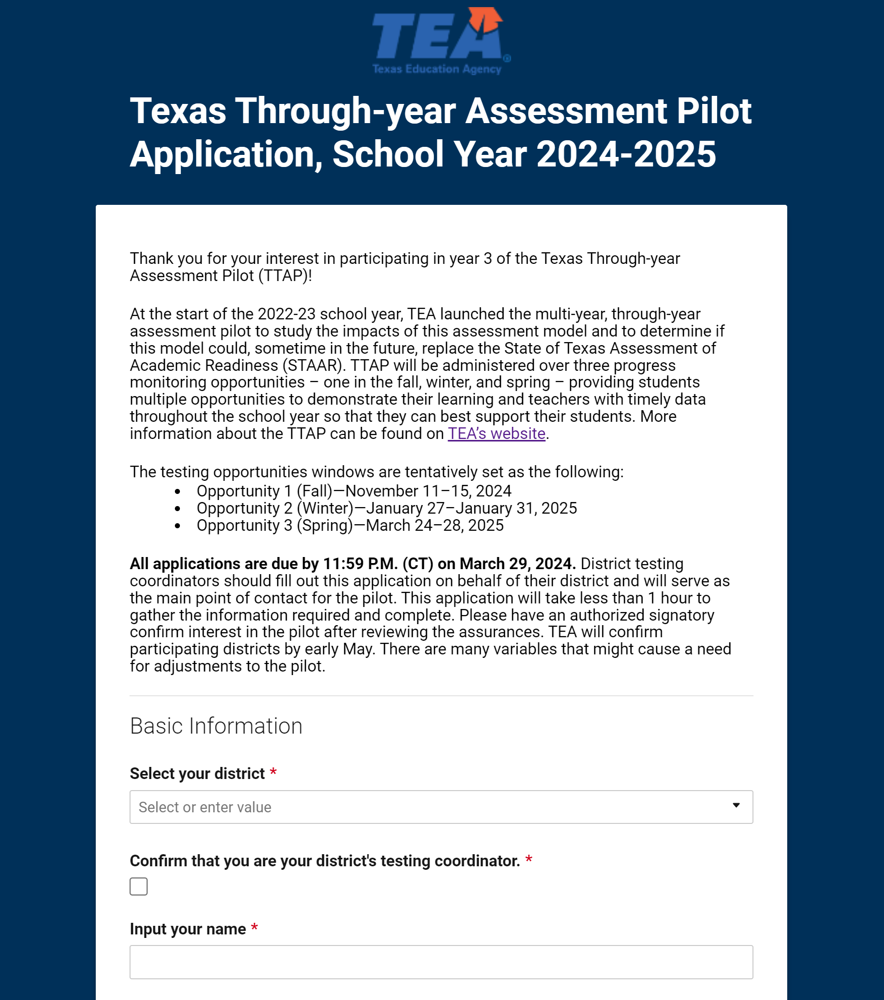 TEA
®
Texas Education Agency
Texas Through-year Assessment Pilot
Application, School Year 2024-2025
Thank you for your interest in participating in year 3 of the Texas Through-year
Assessment Pilot (TTAP)!
At the start of the 2022-23 school year, TEA launched the multi-year, through-year
assessment pilot to study the impacts of this assessment model and to determine if
this model could, sometime in the future, replace the State of Texas Assessment of
Academic Readiness (STAAR). TTAP will be administered over three progress
monitoring opportunities – one in the fall, winter, and spring – providing students
multiple opportunities to demonstrate their learning and teachers with timely data
throughout the school year so that they can best support their students. More
information about the TTAP can be found on TEA’s website.
The testing opportunities windows are tentatively set as the following:
• Opportunity 1 (Fall)—November 11–15, 2024
• Opportunity 2 (Winter)—January 27–January 31, 2025
• Opportunity 3 (Spring)—March 24–28, 2025
All applications are due by 11:59 P.M. (CT) on March 29, 2024. District testing
coordinators should fill out this application on behalf of their district and will serve as
the main point of contact for the pilot. This application will take less than 1 hour to
gather the information required and complete. Please have an authorized signatory
confirm interest in the pilot after reviewing the assurances. TEA will confirm
participating districts by early May. There are many variables that might cause a need
for adjustments to the pilot.
Basic Information
Select your district *
Select or enter value
Confirm that you are your district's testing coordinator. *
Input your name *